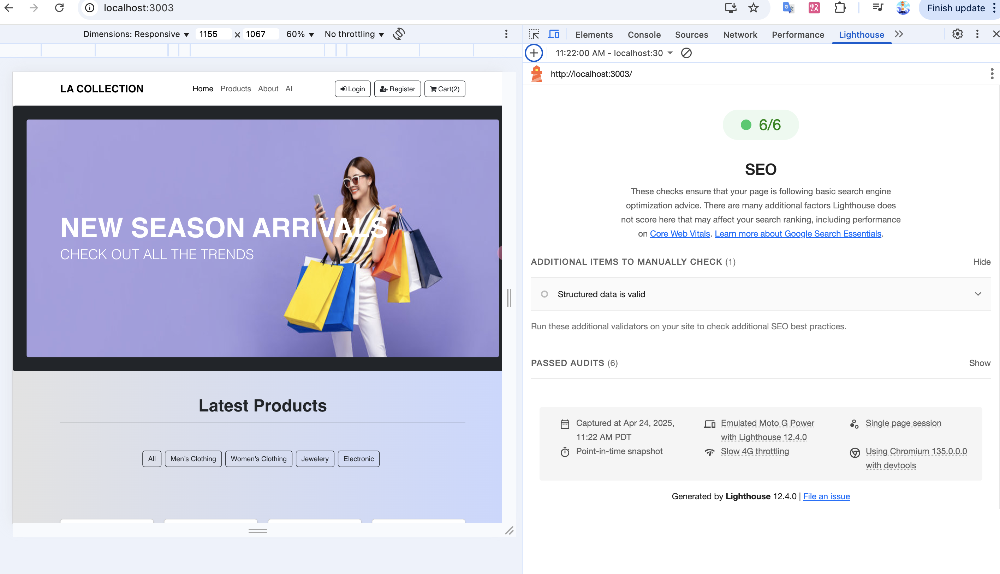 localhost:3003
Finish update
Dimensions: Responsive 1155 x 1067 60% No throttling
Elements Console Sources Network Performance Lighthouse
11:22:00 AM - localhost:30
http://localhost:3003/
LA COLLECTION
Home Products About AI
Login Register Cart(2)
NEW SEASON ARRIVALS
CHECK OUT ALL THE TRENDS
Latest Products
All Men's Clothing Women's Clothing Jewelery Electronic
6/6
SEO
These checks ensure that your page is following basic search engine
optimization advice. There are many additional factors Lighthouse does
not score here that may affect your search ranking, including performance
on Core Web Vitals. Learn more about Google Search Essentials.
ADDITIONAL ITEMS TO MANUALLY CHECK (1) Hide
Structured data is valid
Run these additional validators on your site to check additional SEO best practices.
PASSED AUDITS (6) Show
Captured at Apr 24, 2025,
11:22 AM PDT
Emulated Moto G Power
with Lighthouse 12.4.0
Single page session
Point-in-time snapshot
Slow 4G throttling
Using Chromium 135.0.0.0
with devtools
Generated by Lighthouse 12.4.0 | File an issue